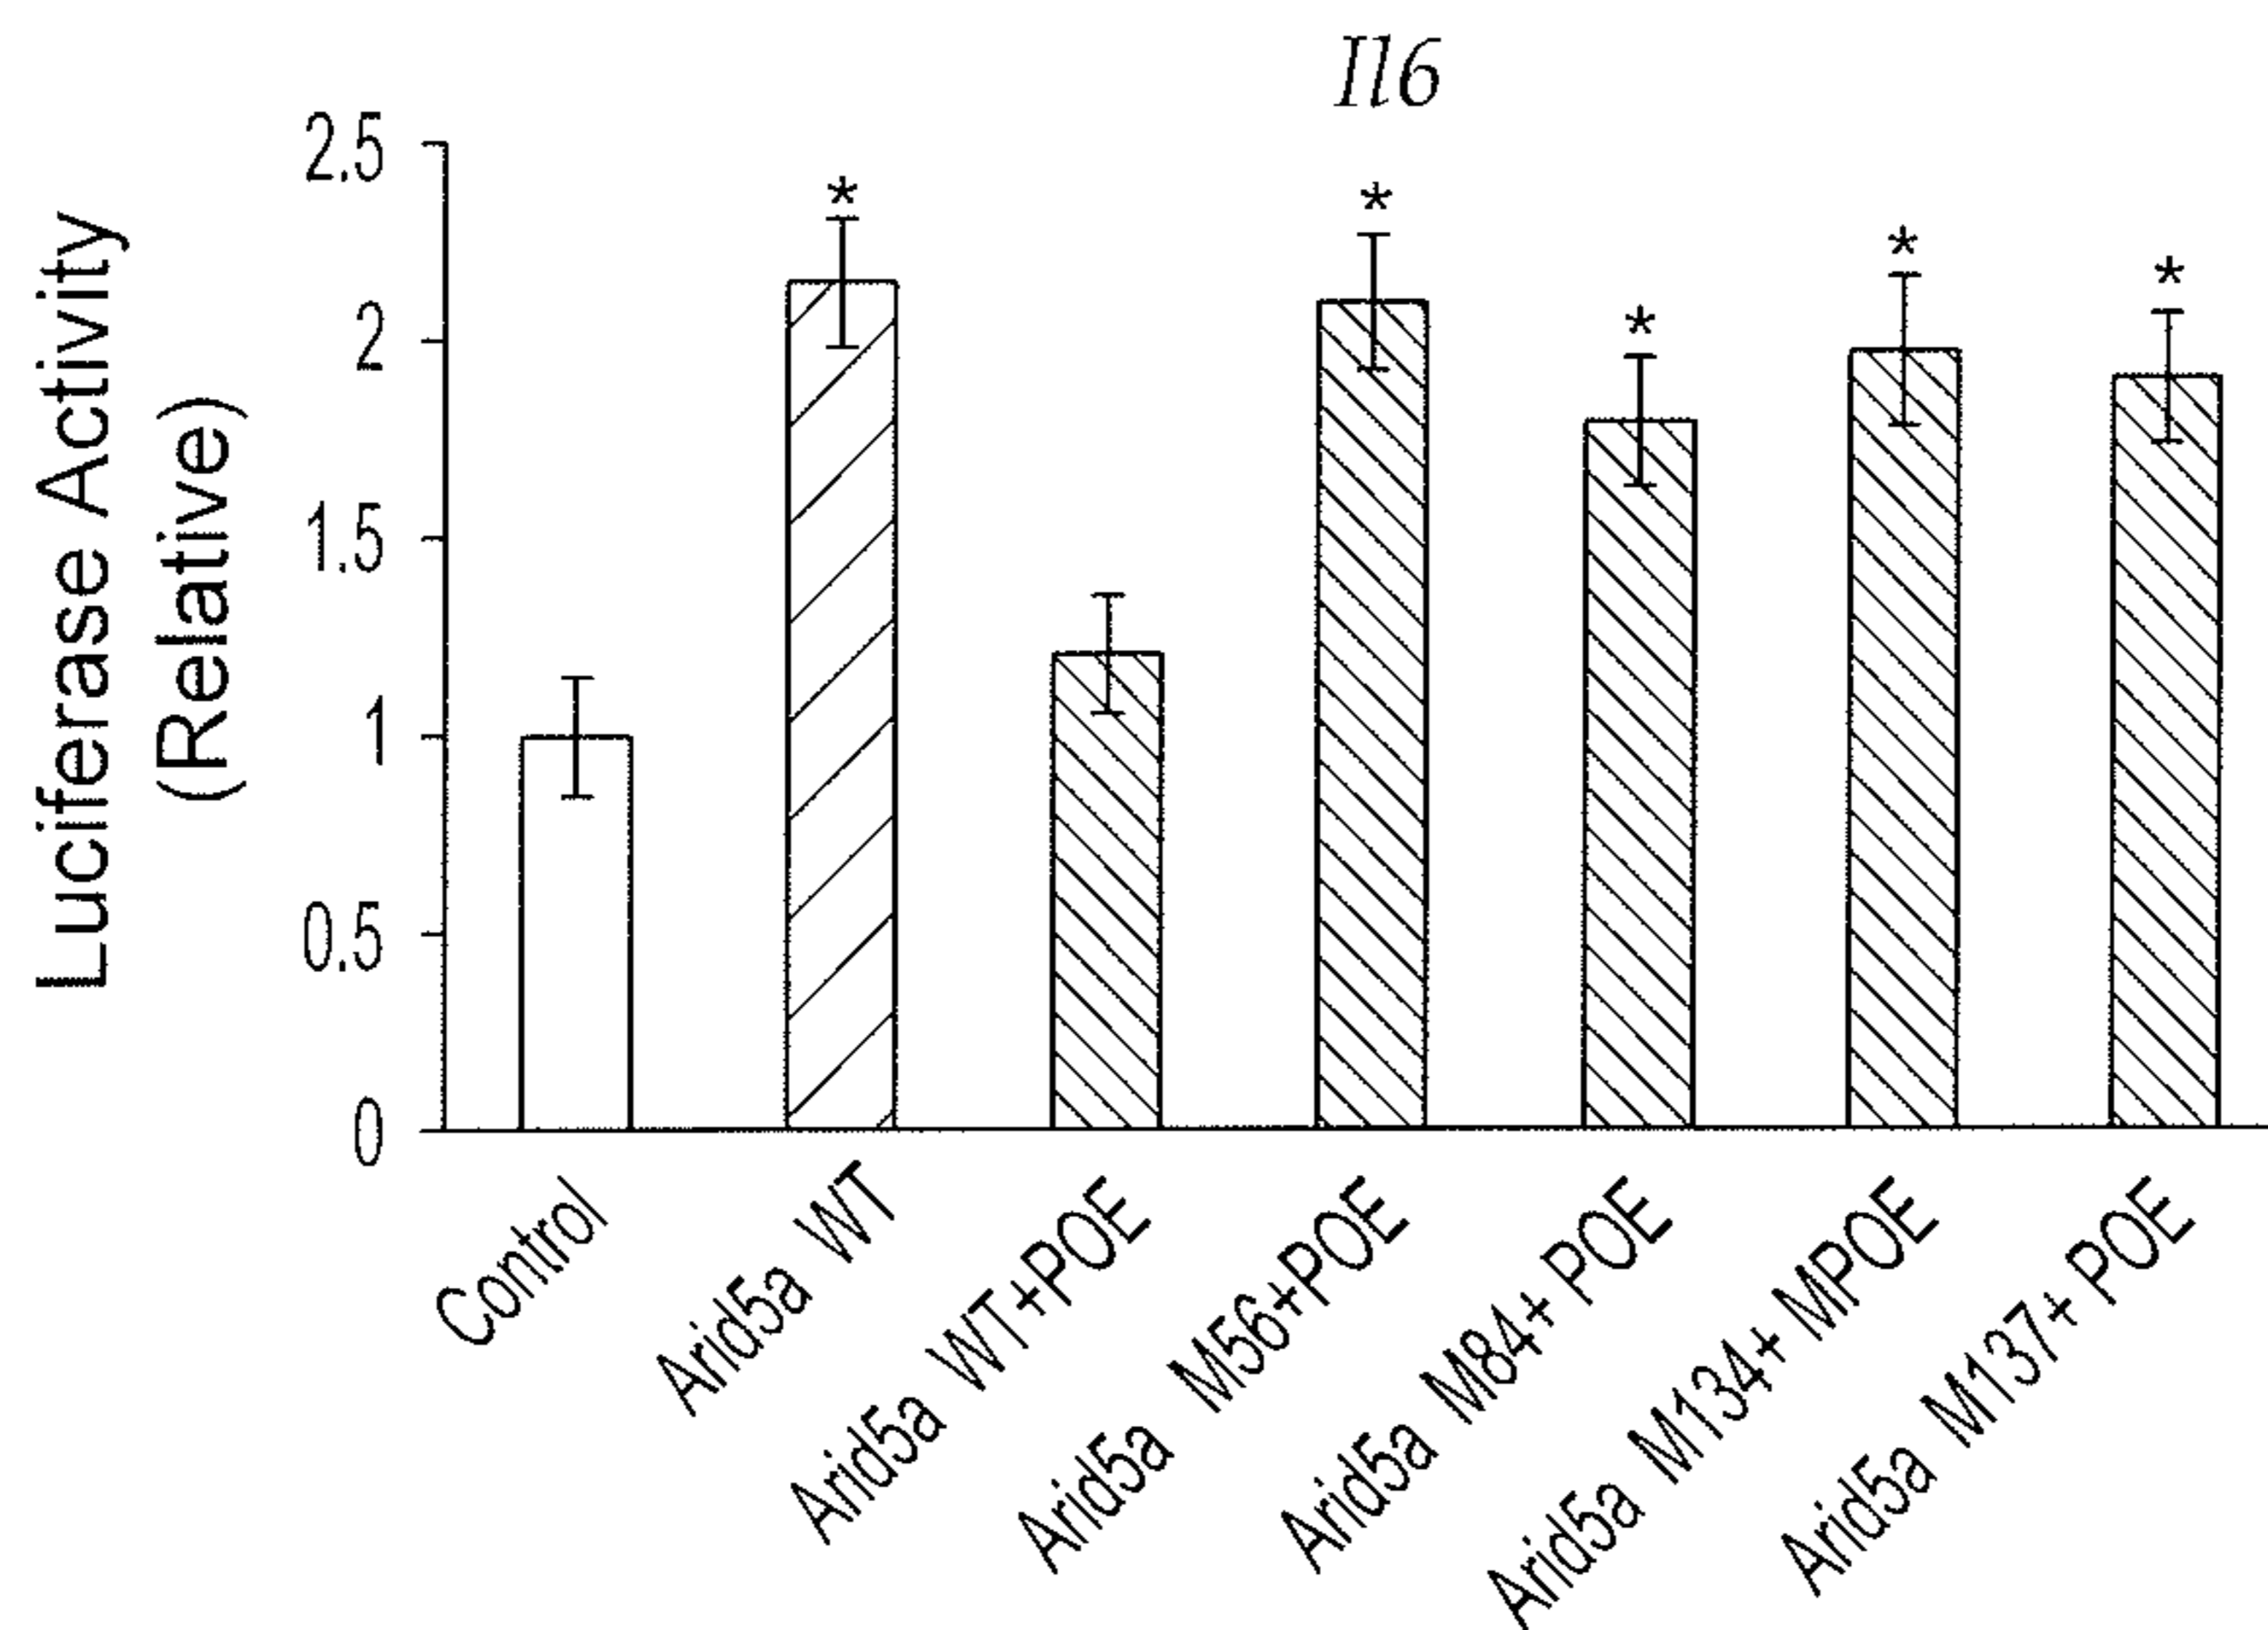 Il6
Luciferase Activity
(Relative)
2.5
2
1.5
1
0.5
0
*
*
*
*
*
Control
Arid5a WT
Arid5a WT+POE
Arid5a M56+POE
Arid5a M84+ POE
Arid5a M134+ MPOE
Arid5a M137+ POE